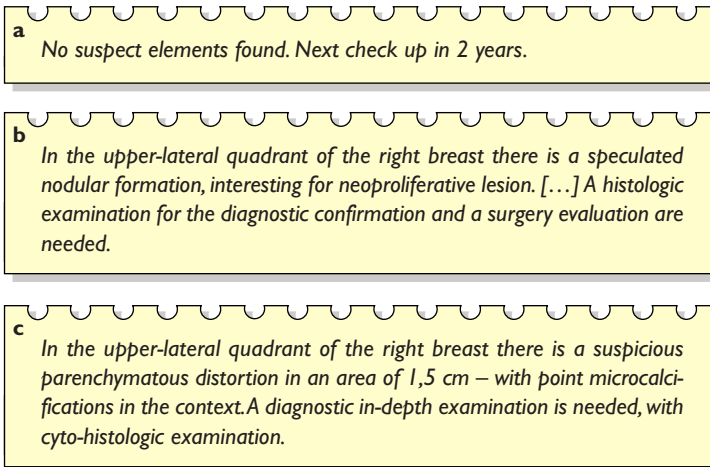 a
No suspect elements found. Next check up in 2 years.
b
In the upper-lateral quadrant of the right breast there is a speculated
nodular formation, interesting for neoproliferative lesion. […] A histologic
examination for the diagnostic confirmation and a surgery evaluation are
needed.
c
In the upper-lateral quadrant of the right breast there is a suspicious
parenchymatous distortion in an area of 1,5 cm – with point microcalci-
fications in the context. A diagnostic in-depth examination is needed, with
cyto-histologic examination.